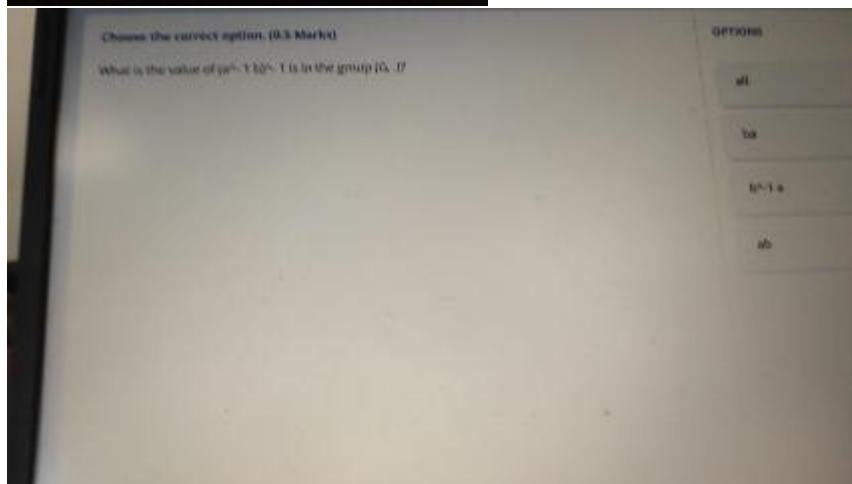 Choose the correct option. (0.5 Marks)
What is the value of (a^- 1 b)^- 1 is in the group (G, .)?
OPTIONS
all
ba
b^-1 a
ab